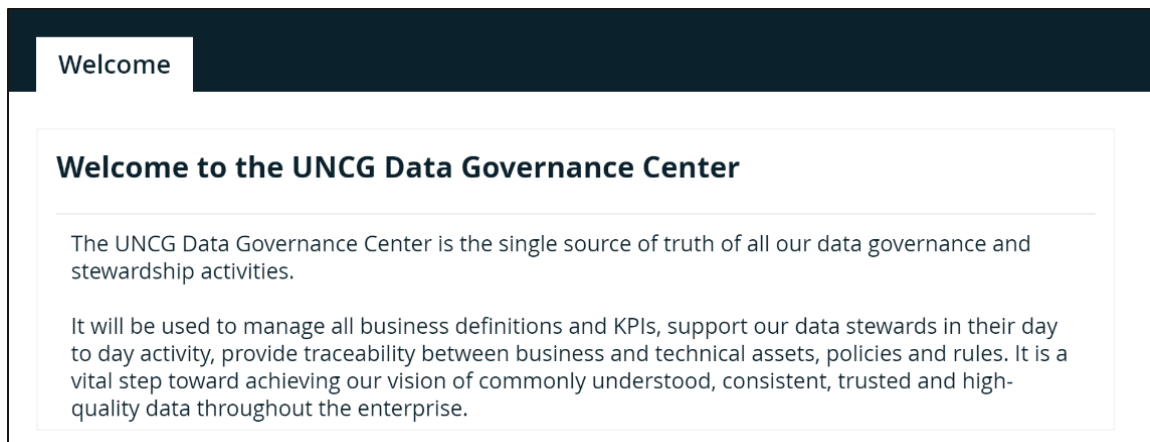 Welcome
Welcome to the UNCG Data Governance Center
The UNCG Data Governance Center is the single source of truth of all our data governance and
stewardship activities.
It will be used to manage all business definitions and KPIs, support our data stewards in their day
to day activity, provide traceability between business and technical assets, policies and rules. It is a
vital step toward achieving our vision of commonly understood, consistent, trusted and high-
quality data throughout the enterprise.